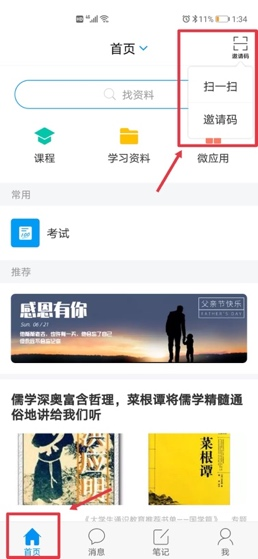 11% 1:34
首页
邀请码
扫一扫
邀请码
找资料
课程
学习资料
微应用
常用
考试
推荐
感恩有你
Sun. 06 / 21
父亲节快乐
FATHER'S DAY
儒学深奥富含哲理，菜根谭将儒学精髓通
俗地讲给我们听
菜根谭
首页
消息
笔记
我